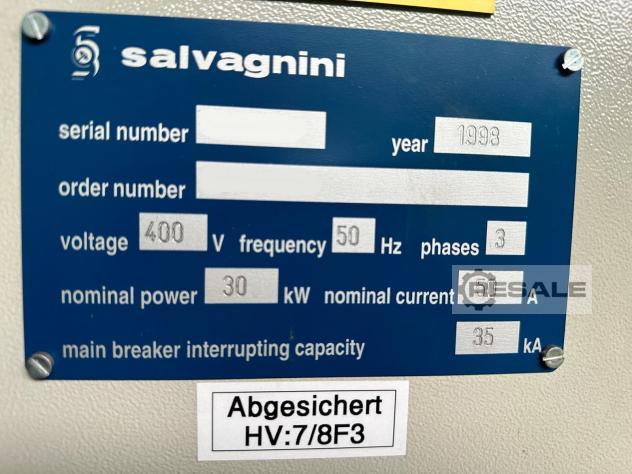 salvagnini
serial number
year 1998
order number
voltage 400 V frequency 50 Hz phases 3
nominal power 30 kW nominal current A
RESALE
main breaker interrupting capacity 35 kA
Abgesichert
HV:7/8F3